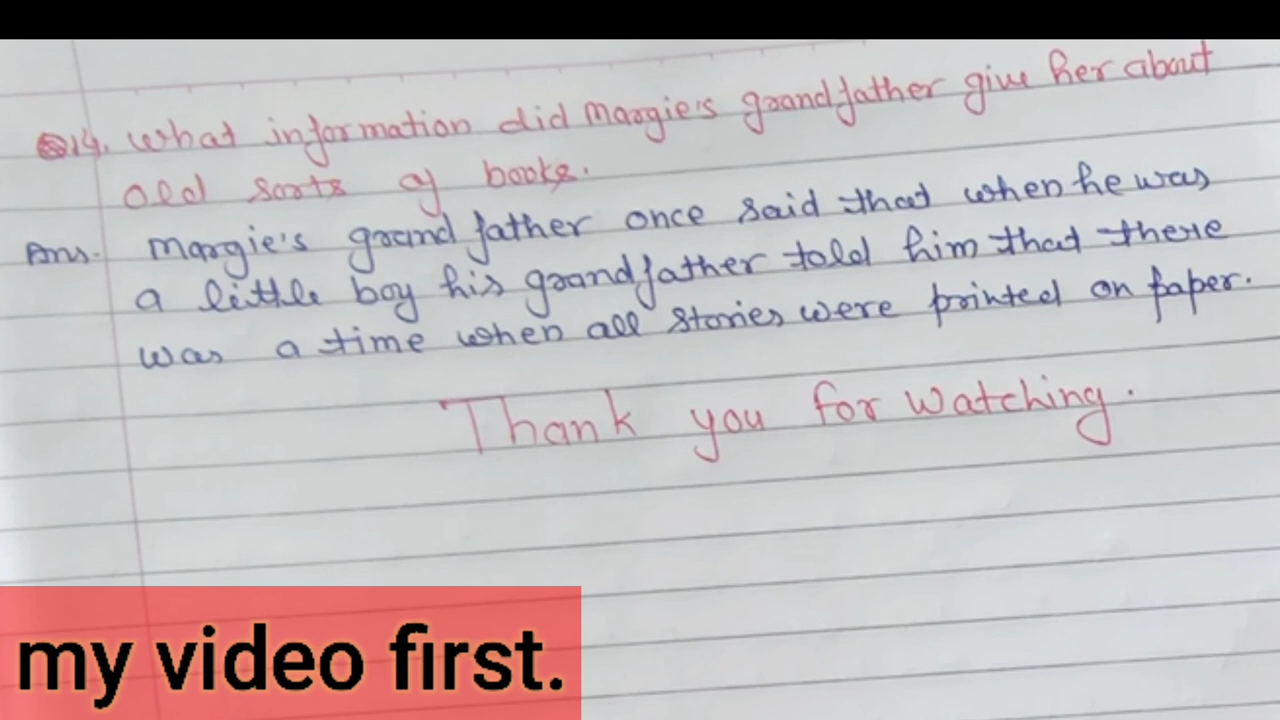 Q14. What information did Margie's grandfather give her about
old sorts of books.
Ans. Margie's grandfather once said that when he was
a little boy his grandfather told him that there
was a time when all stories were printed on paper.
Thank you for watching.
my video first.